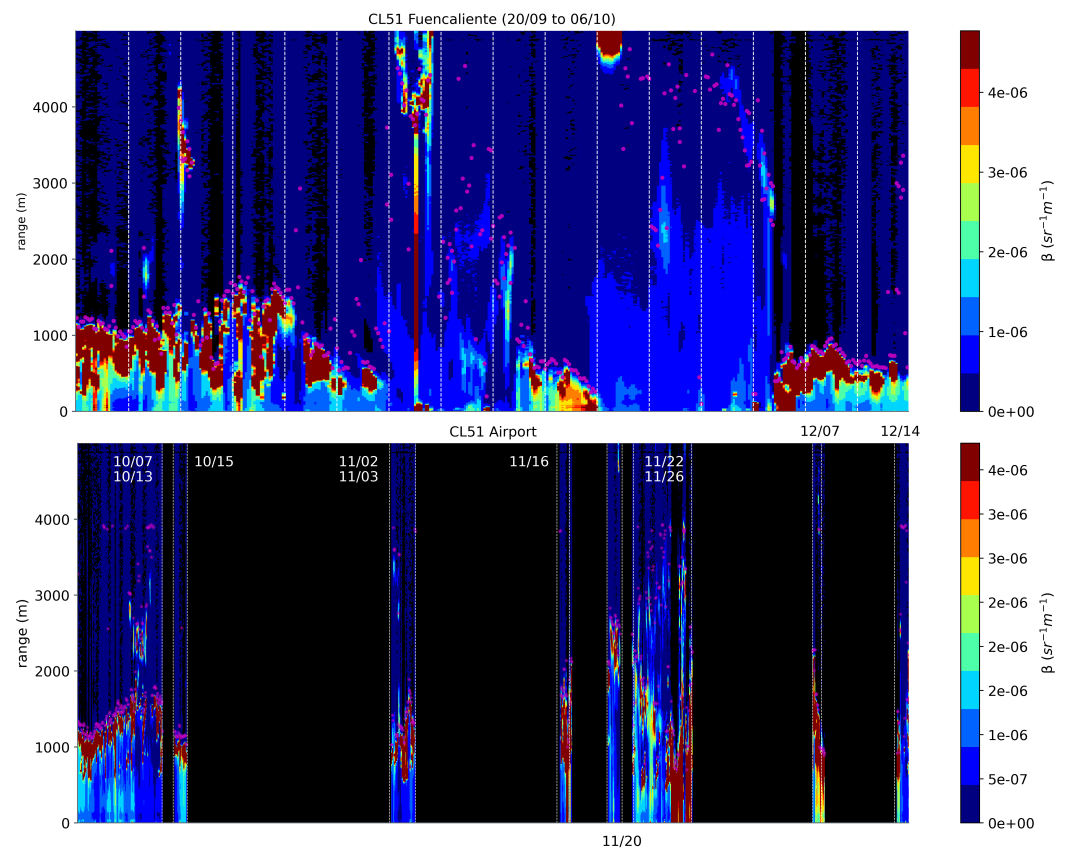 CL51 Fuencaliente (20/09 to 06/10)
4000
3000
2000
1000
0
range (m)
4e-06
3e-06
2e-06
1e-06
0e+00
β (sr⁻¹m⁻¹)
CL51 Airport
12/07
12/14
10/07
10/13
10/15
11/02
11/03
11/16
11/22
11/26
4000
3000
2000
1000
0
range (m)
11/20
4e-06
3e-06
3e-06
2e-06
2e-06
2e-06
1e-06
5e-07
0e+00
β (sr⁻¹m⁻¹)